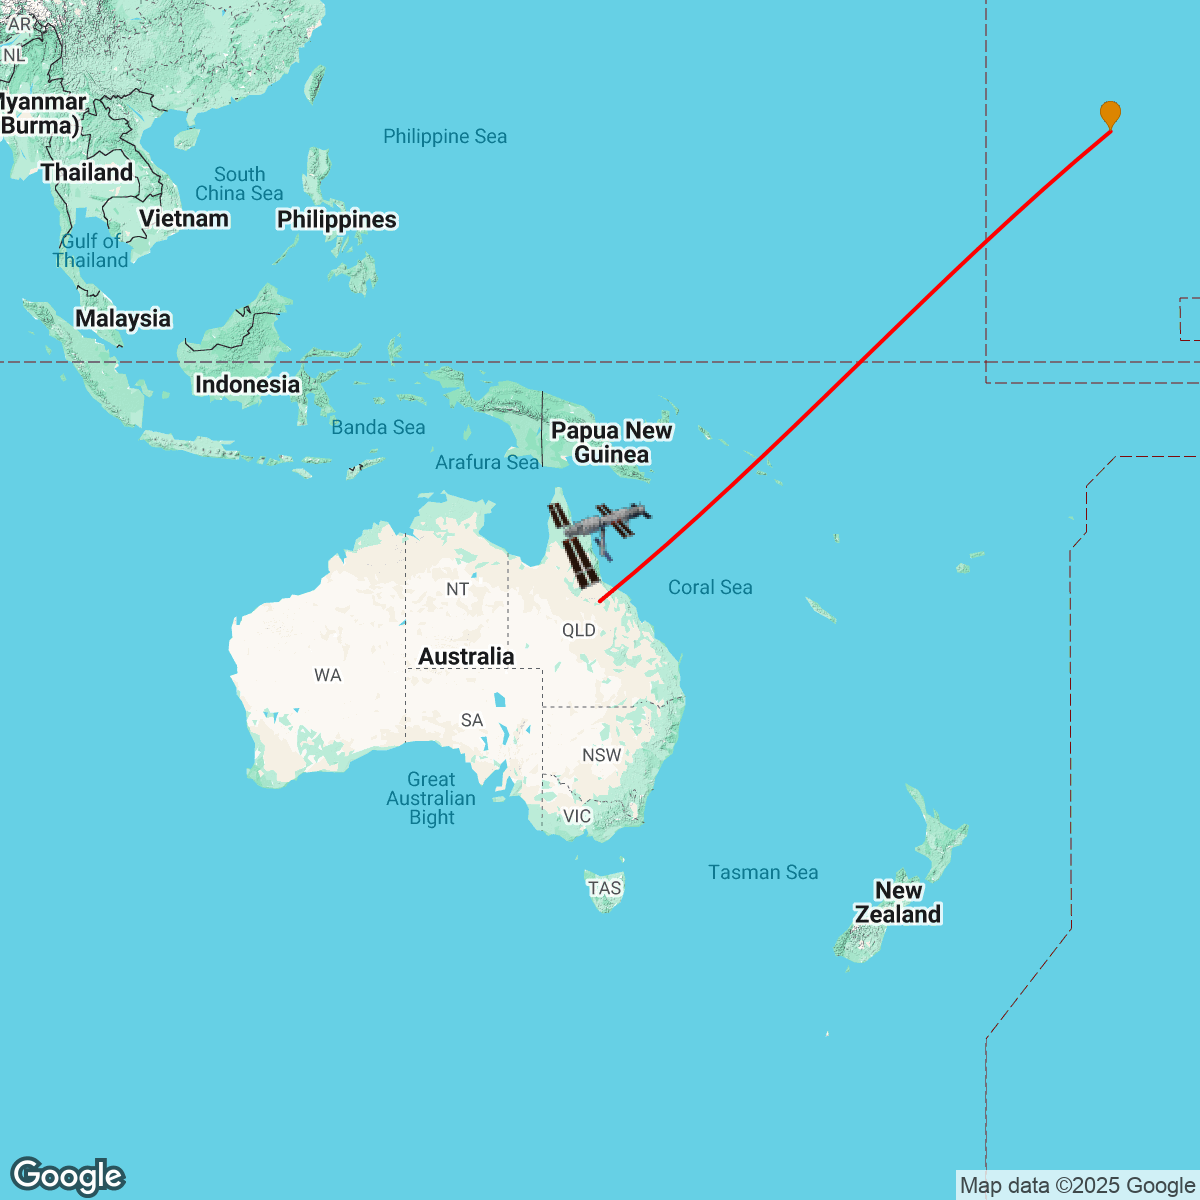 AR
NL
Myanmar
(Burma)
Philippine Sea
Thailand
South
China Sea
Vietnam
Philippines
Gulf of
Thailand
Malaysia
Indonesia
Banda Sea
Papua New
Guinea
Arafura Sea
NT
Coral Sea
QLD
Australia
WA
SA
NSW
Great
Australian
Bight
VIC
Tasman Sea
TAS
New
Zealand
Google
Map data ©2025 Google